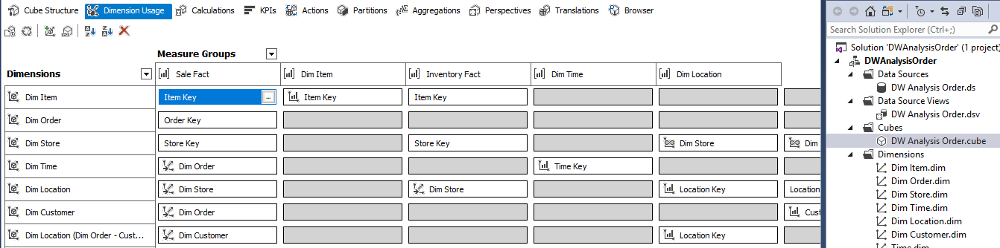 Cube Structure Dimension Usage Calculations KPIs Actions Partitions Aggregations Perspectives Translations Browser
Measure Groups
Dimensions Sale Fact Dim Item Inventory Fact Dim Time Dim Location
Dim Item Item Key ... Item Key Item Key
Dim Order Order Key
Dim Store Store Key Store Key Dim Store Dim
Dim Time Dim Order Time Key
Dim Location Dim Store Dim Store Location Key Location
Dim Customer Dim Order Cust
Dim Location (Dim Order - Cust... Dim Customer Location Key
Search Solution Explorer (Ctrl+;)
Solution 'DWAnalysisOrder' (1 project)
DWAnalysisOrder
Data Sources
DW Analysis Order.ds
Data Source Views
DW Analysis Order.dsv
Cubes
DW Analysis Order.cube
Dimensions
Dim Item.dim
Dim Order.dim
Dim Store.dim
Dim Time.dim
Dim Location.dim
Dim Customer.dim
Time.dim